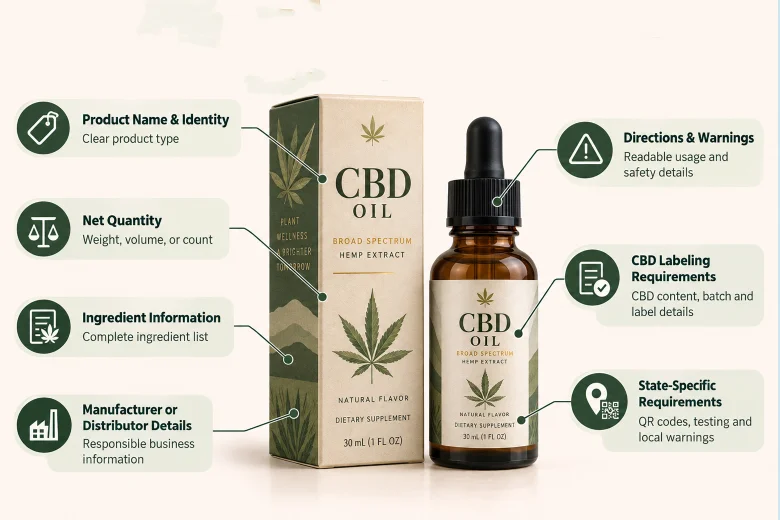 Product Name & Identity
Clear product type
Net Quantity
Weight, volume, or count
Ingredient Information
Complete ingredient list
Manufacturer or
Distributor Details
Responsible business
information
PLANT
WELLNESS
A BRIGHTER
TOMORROW
CBD
OIL
BROAD SPECTRUM
HEMP EXTRACT
NATURAL FLAVOR
DIETARY SUPPLEMENT
30 mL (1 FL OZ)
CBD
OIL
BROAD SPECTRUM
HEMP EXTRACT
NATURAL FLAVOR
DIETARY SUPPLEMENT
30 mL (1 FL OZ)
Directions & Warnings
Readable usage and
safety details
CBD Labeling
Requirements
CBD content, batch and
label details
State-Specific
Requirements
QR codes, testing and
local warnings